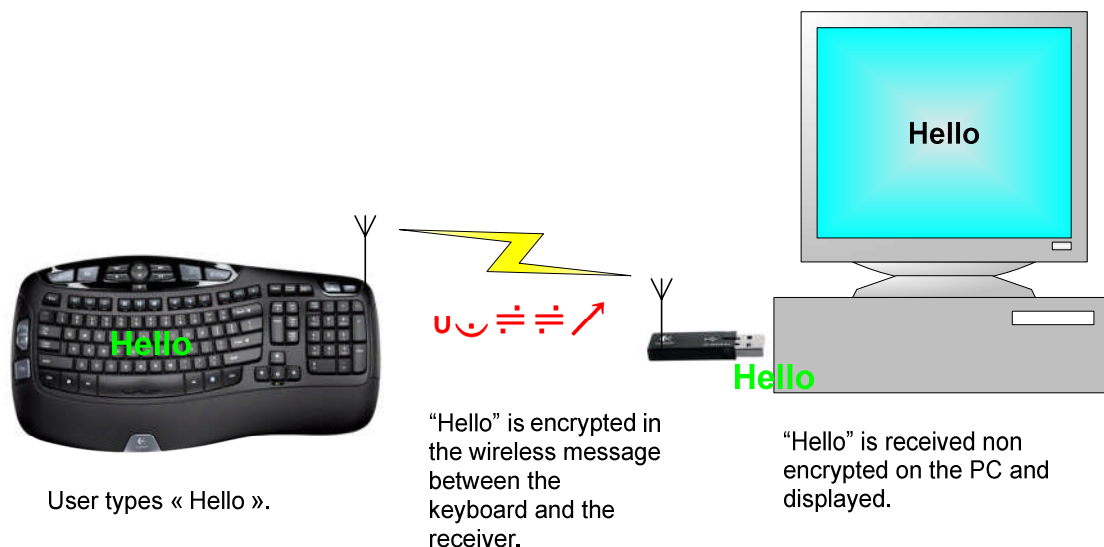 Hello
Hello
∪ ⨃ ≓ ≓ ↗
Hello
User types « Hello ».
“Hello” is encrypted in
the wireless message
between the
keyboard and the
receiver.
“Hello” is received non
encrypted on the PC and
displayed.